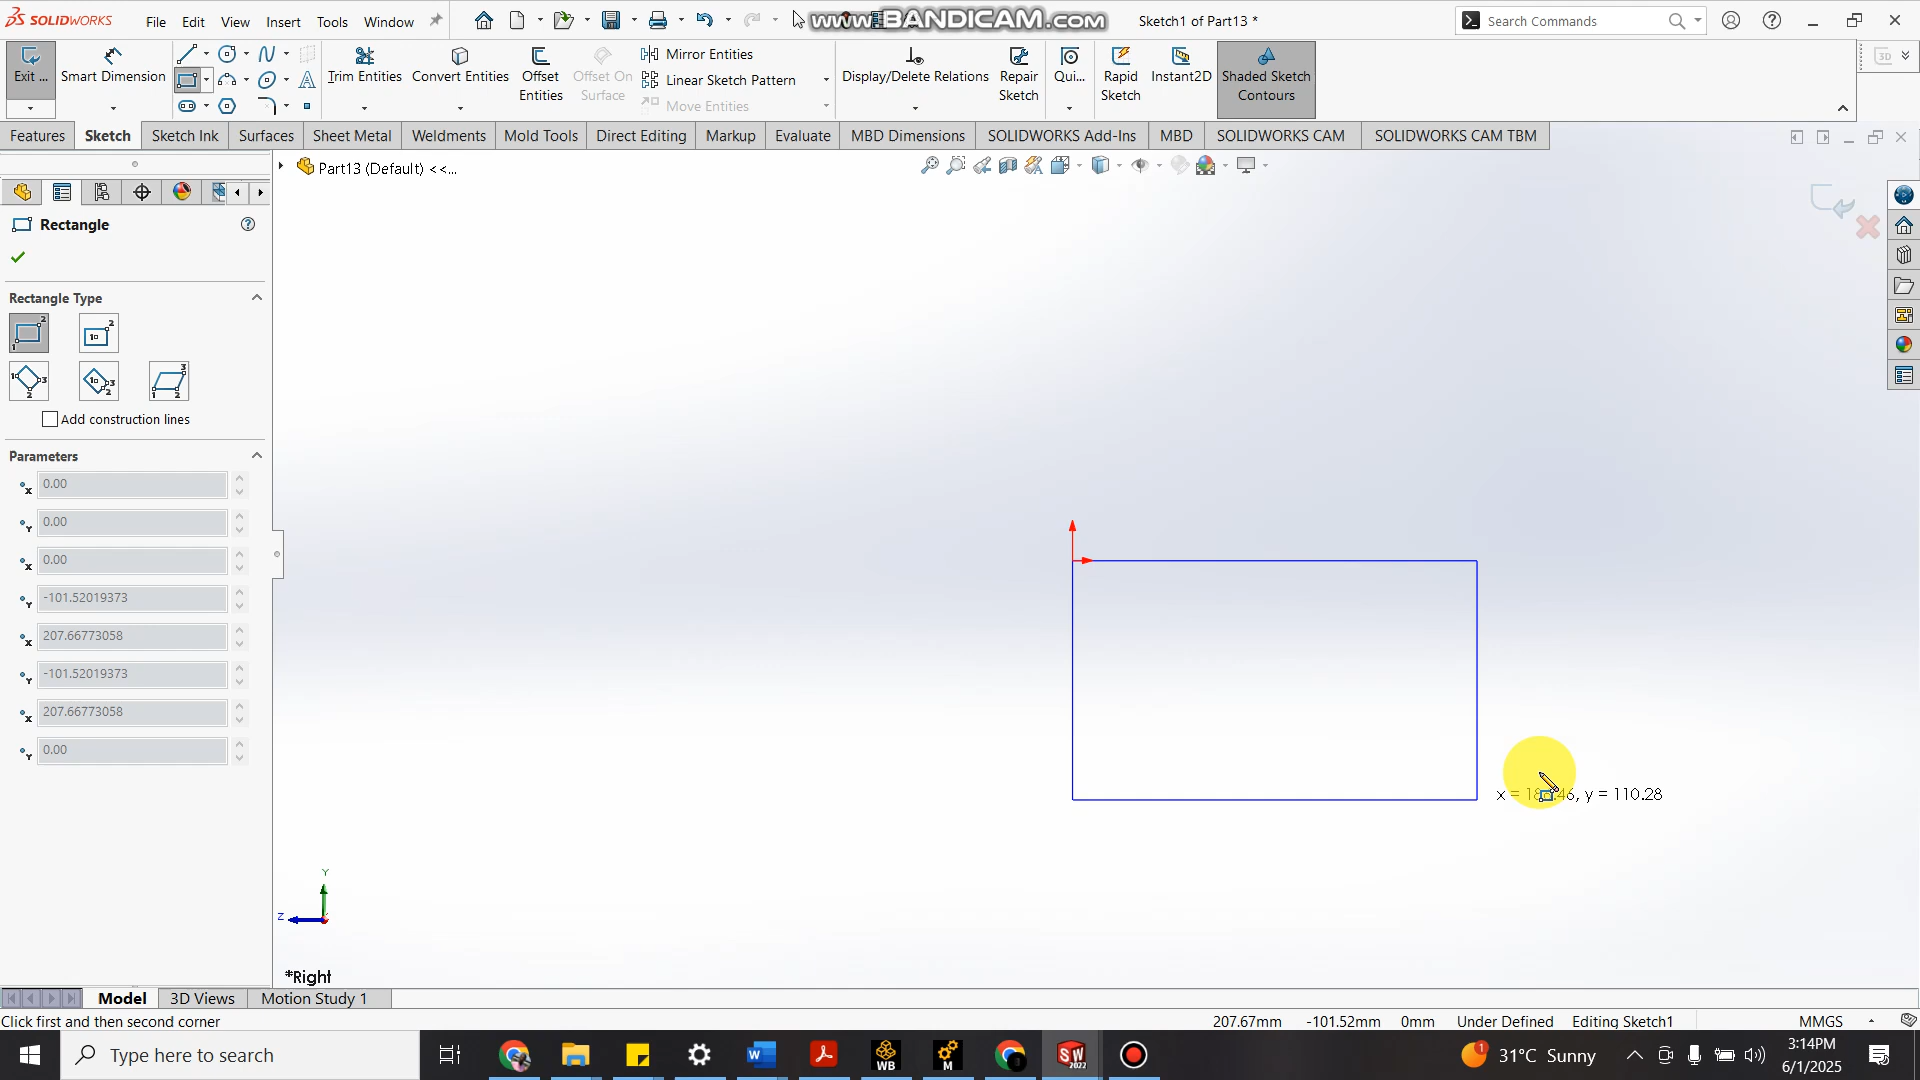 SOLIDWORKS File Edit View Insert Tools Window www.BANDICAM.com Sketch1 of Part13 * Search Commands
Exit ... Smart Dimension Trim Entities Convert Entities Offset Entities Offset On Surface Mirror Entities Linear Sketch Pattern Move Entities Display/Delete Relations Repair Sketch Qui... Rapid Sketch Instant2D Shaded Sketch Contours 3D
Features Sketch Sketch Ink Surfaces Sheet Metal Weldments Mold Tools Direct Editing Markup Evaluate MBD Dimensions SOLIDWORKS Add-Ins MBD SOLIDWORKS CAM SOLIDWORKS CAM TBM
Part13 (Default) <<...
Rectangle
Rectangle Type
Add construction lines
Parameters
0.00
0.00
0.00
-101.52019373
207.66773058
-101.52019373
207.66773058
0.00
y = 110.28
Y
Z
*Right
Model 3D Views Motion Study 1
Click first and then second corner 207.67mm -101.52mm 0mm Under Defined Editing Sketch1 MMGS
Type here to search WB M SW 2022 1 31°C Sunny 3:14PM
6/1/2025